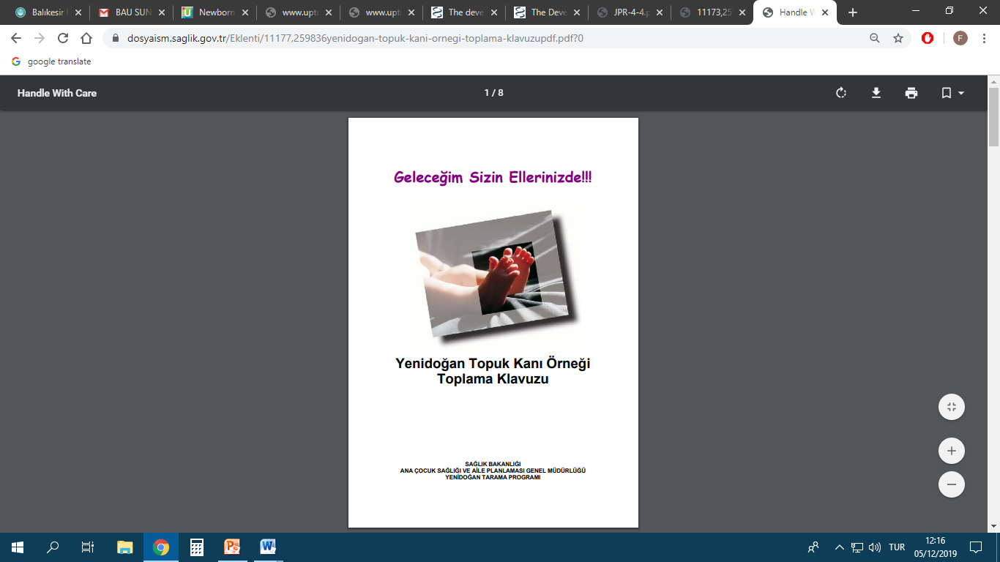 Balıkesir
BAU SUN
Newborn
www.upt
www.upt
The deve
The Deve
JPR-4-4.p
11173,25
Handle W
dosyaism.saglik.gov.tr/Eklenti/11177,259836yenidogan-topuk-kani-ornegi-toplama-klavuzupdf.pdf?0
F
google translate
Handle With Care
1 / 8
Geleceğim Sizin Ellerinizde!!!
Yenidoğan Topuk Kanı Örneği
Toplama Klavuzu
SAĞLIK BAKANLIĞI
ANA ÇOCUK SAĞLIĞI VE AİLE PLANLAMASI GENEL MÜDÜRLÜĞÜ
YENİDOĞAN TARAMA PROGRAMI
TUR
12:16
05/12/2019